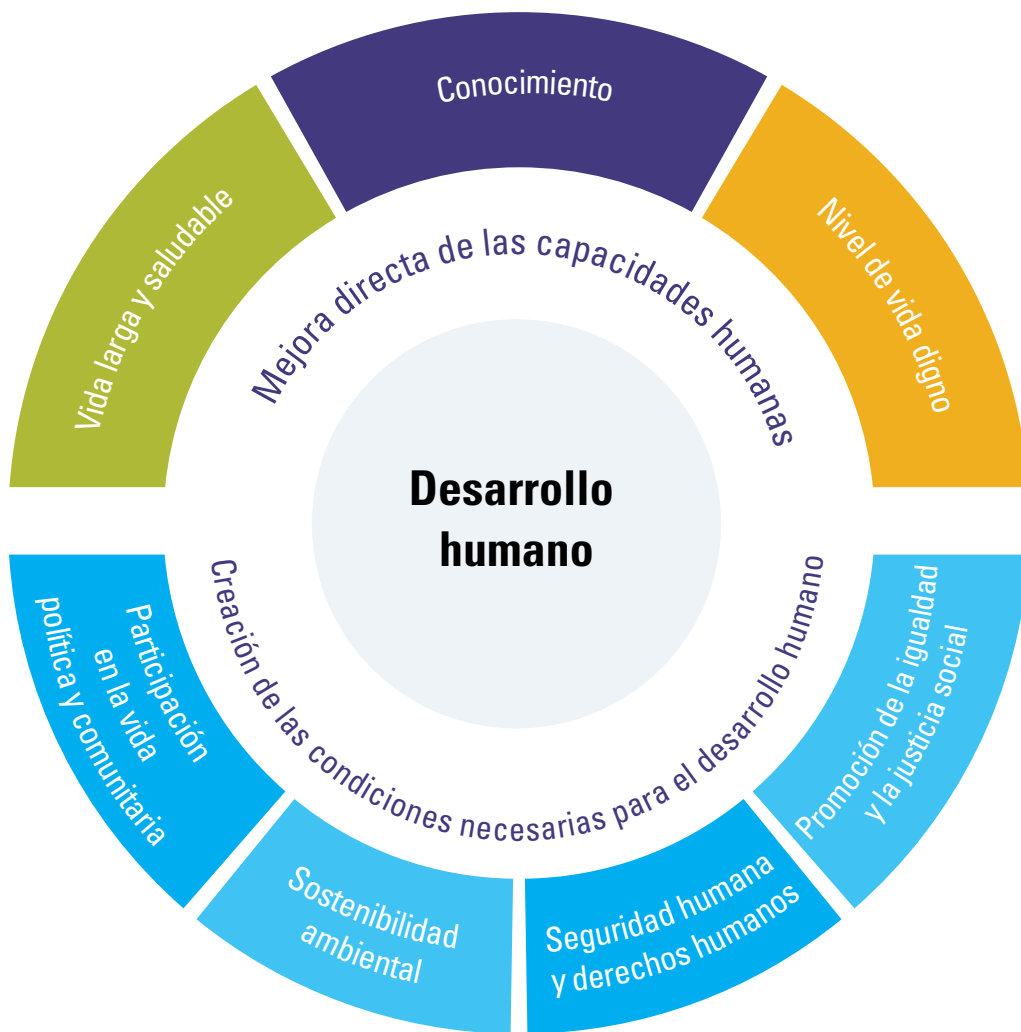 Conocimiento
Vida larga y saludable
Nivel de vida digno
Mejora directa de las capacidades humanas
Desarrollo
humano
Creación de las condiciones necesarias para el desarrollo humano
Participación
en la vida
política y comunitaria
Sostenibilidad
ambiental
Seguridad humana
y derechos humanos
Promoción de la igualdad
y la justicia social